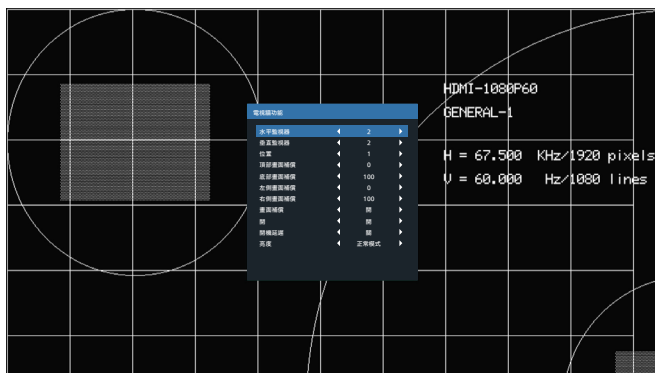 HDMI-1080P60
GENERAL-1
H = 67.500 KHz/1920 pixels
V = 60.000 Hz/1080 lines
電視牆功能
水平監視器 2
垂直監視器 2
位置 1
頂部畫面補償 0
底部畫面補償 100
左側畫面補償 0
右側畫面補償 100
畫面補償 開
開 開
開機延遲 關
亮度 正常模式